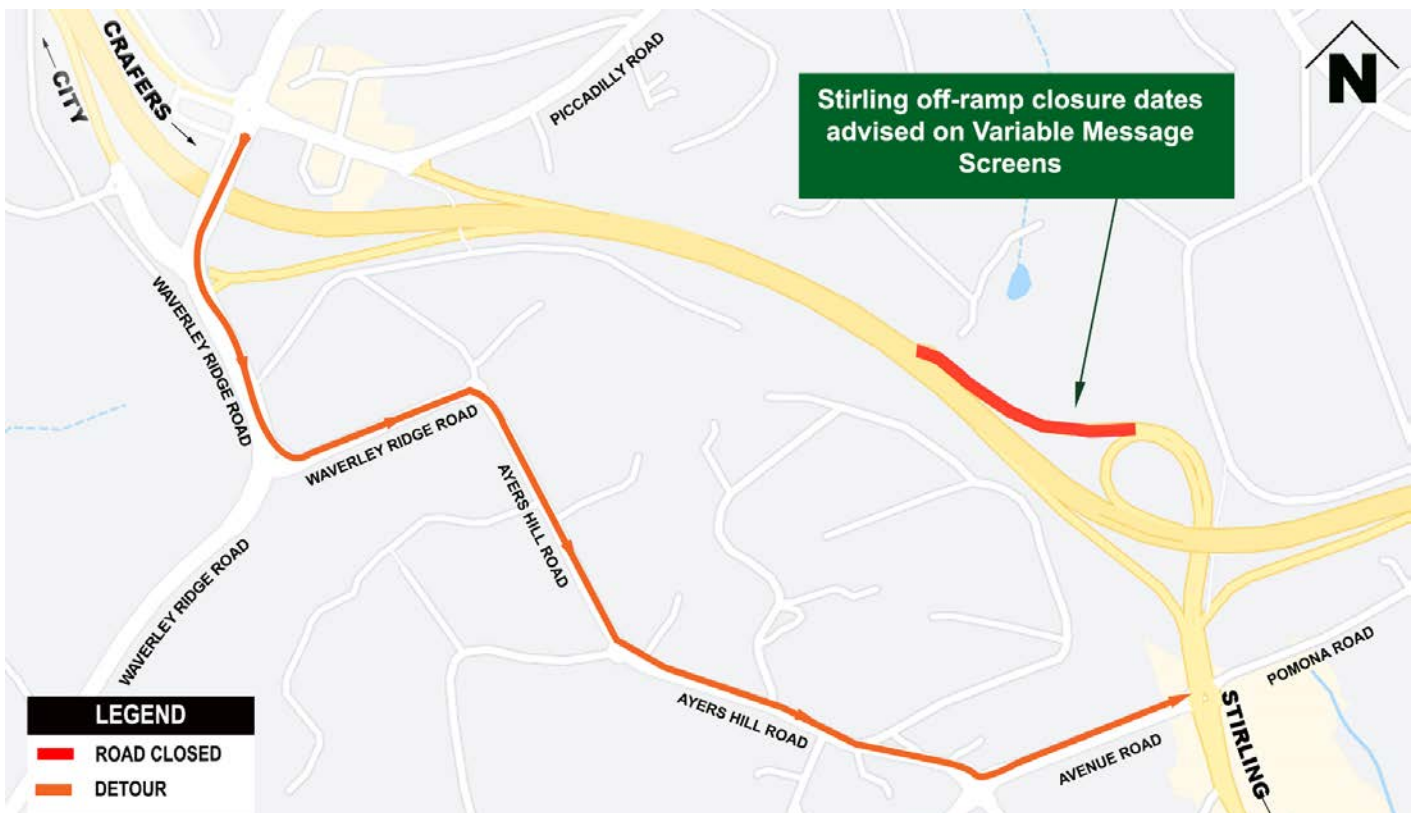 CITY
CRAFERS
PICCADILLY ROAD
N
Stirling off-ramp closure dates
advised on Variable Message
Screens
WAVERLEY RIDGE ROAD
WAVERLEY RIDGE ROAD
AYERS HILL ROAD
WAVERLEY RIDGE ROAD
AYERS HILL ROAD
AVENUE ROAD
POMONA ROAD
STIRLING
LEGEND
ROAD CLOSED
DETOUR